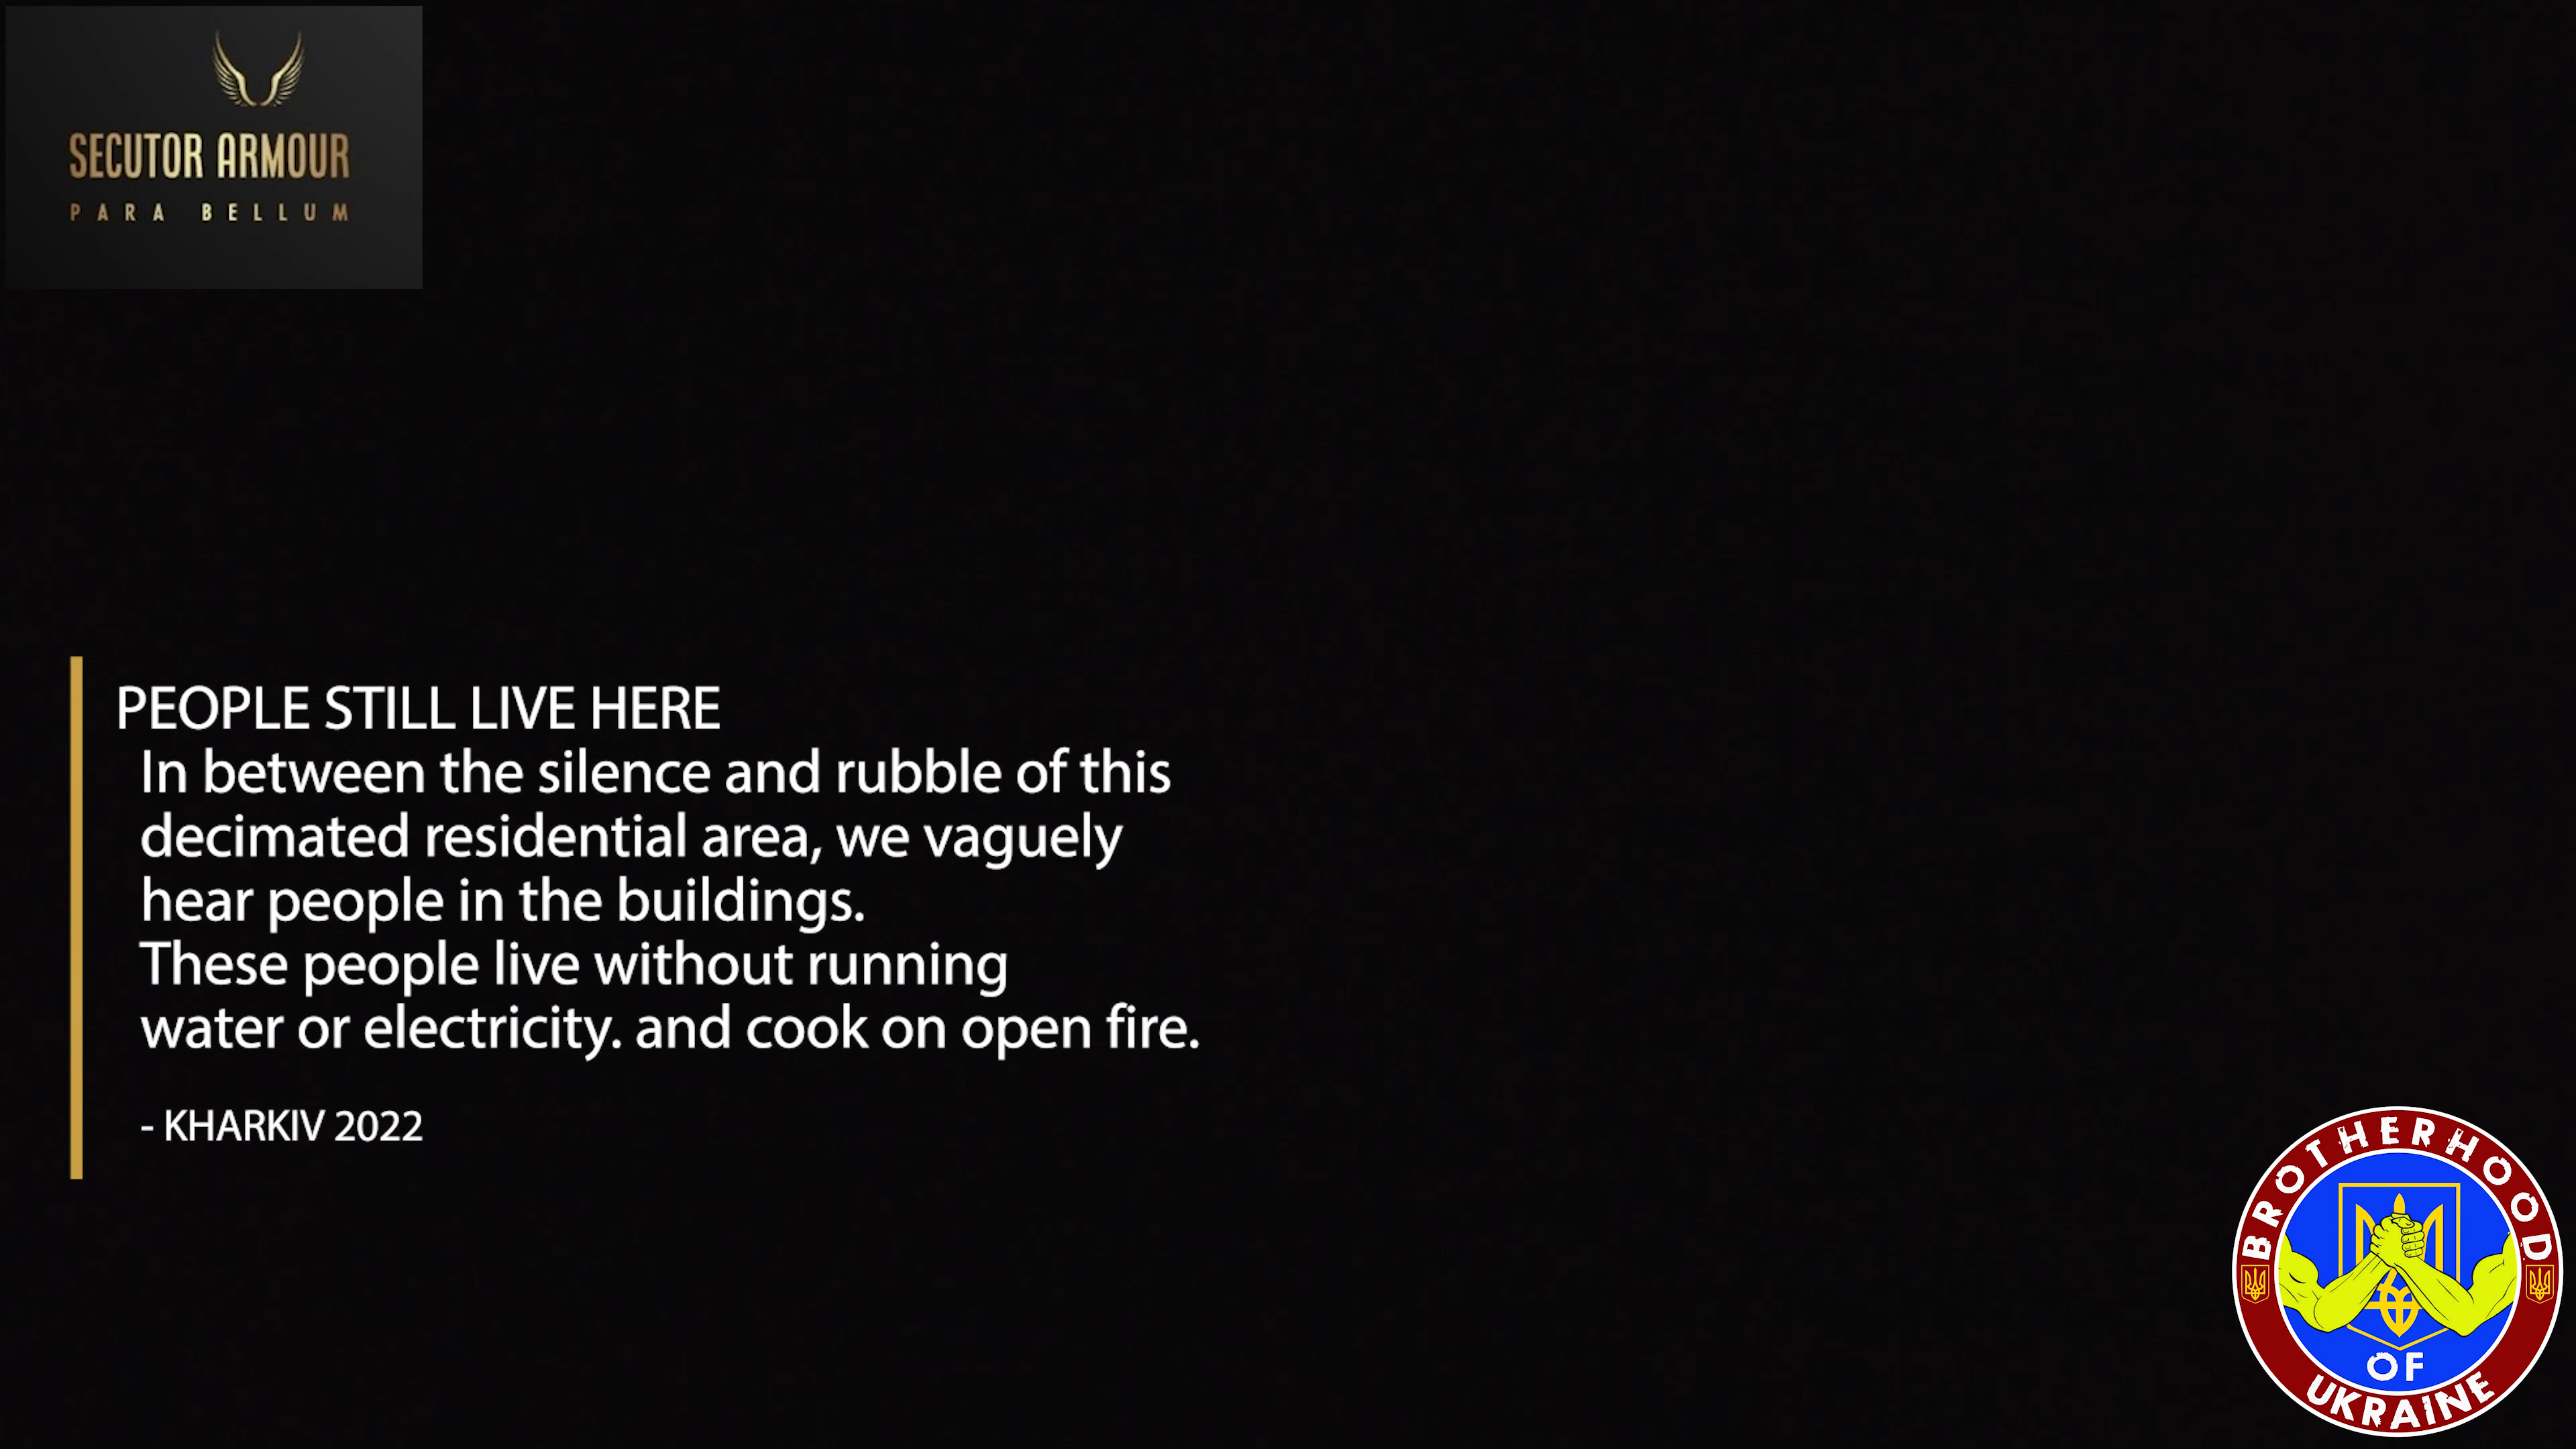 SECUTOR ARMOUR
PARA BELLUM
PEOPLE STILL LIVE HERE
In between the silence and rubble of this
decimated residential area, we vaguely
hear people in the buildings.
These people live without running
water or electricity. and cook on open fire.
- KHARKIV 2022
BROTHERHOOD
OF
UKRAINE